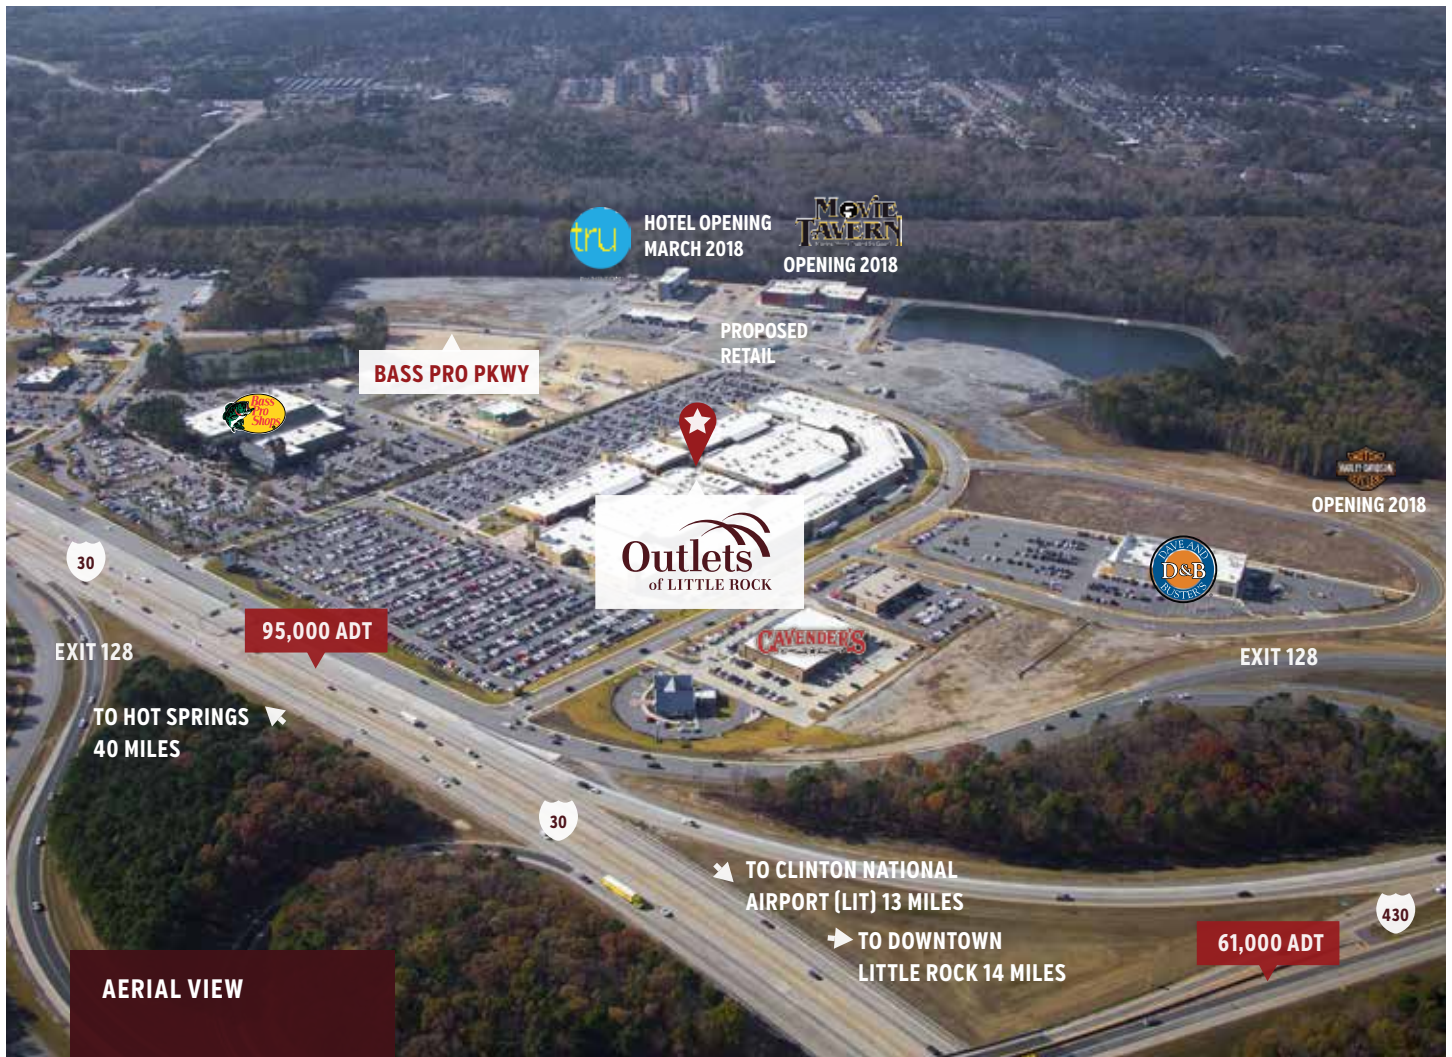 tru
HOTEL OPENING
MARCH 2018
MOVIE
TAVERN
OPENING 2018
PROPOSED
RETAIL
BASS PRO PKWY
Bass
Pro
Shops
Outlets
of LITTLE ROCK
HARLEY-DAVIDSON
OPENING 2018
DAVE AND
D&B
BUSTER'S
CAVENDER'S
30
95,000 ADT
EXIT 128
EXIT 128
TO HOT SPRINGS
40 MILES
30
TO CLINTON NATIONAL
AIRPORT (LIT) 13 MILES
TO DOWNTOWN
LITTLE ROCK 14 MILES
430
61,000 ADT
AERIAL VIEW